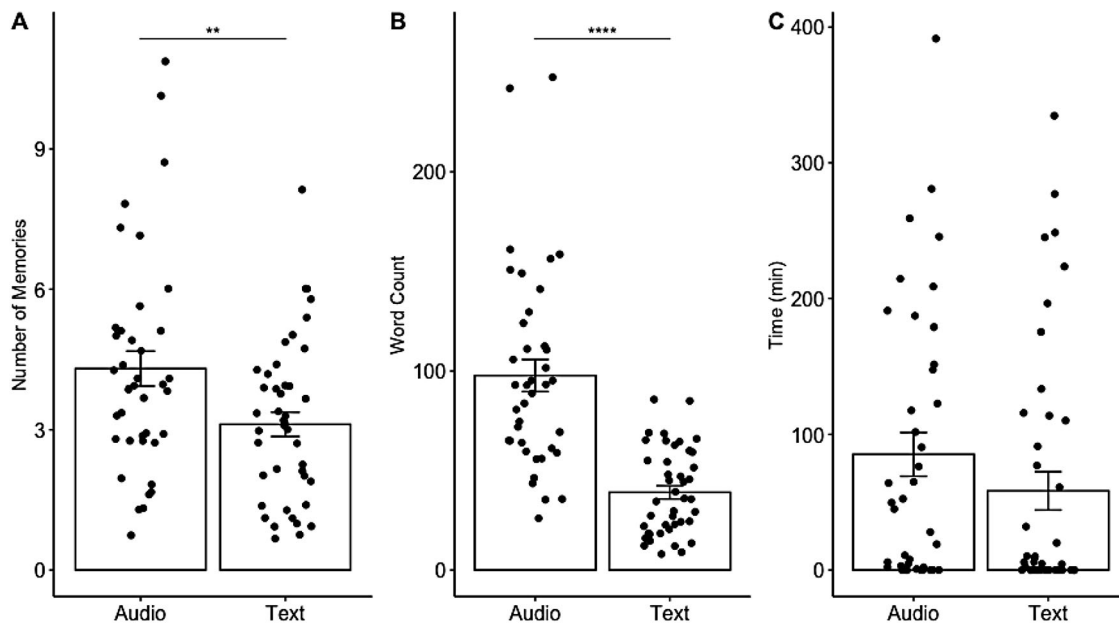 A
**
Number of Memories
9
6
3
0
Audio Text
B
****
Word Count
200
100
0
Audio Text
C
Time (min)
400
300
200
100
0
Audio Text